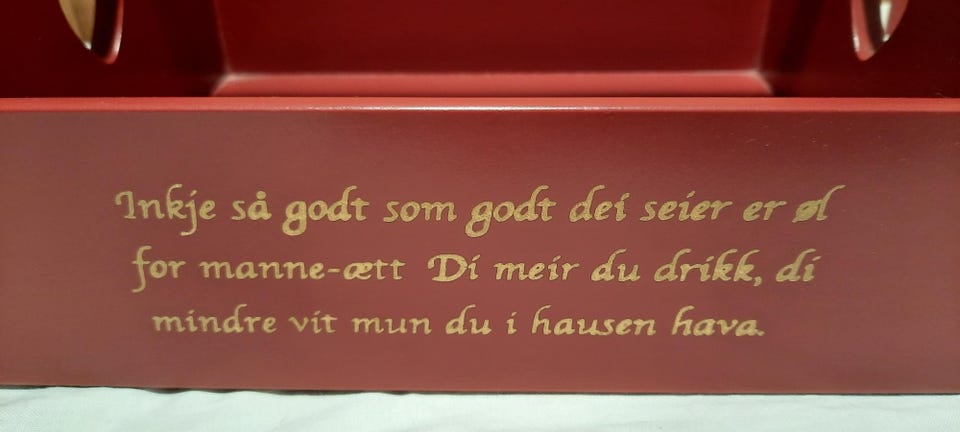 Inkje så godt som godt dei seier er øl
for manne-ætt Di meir du drikk, di
mindre vit mun du i hausen hava.